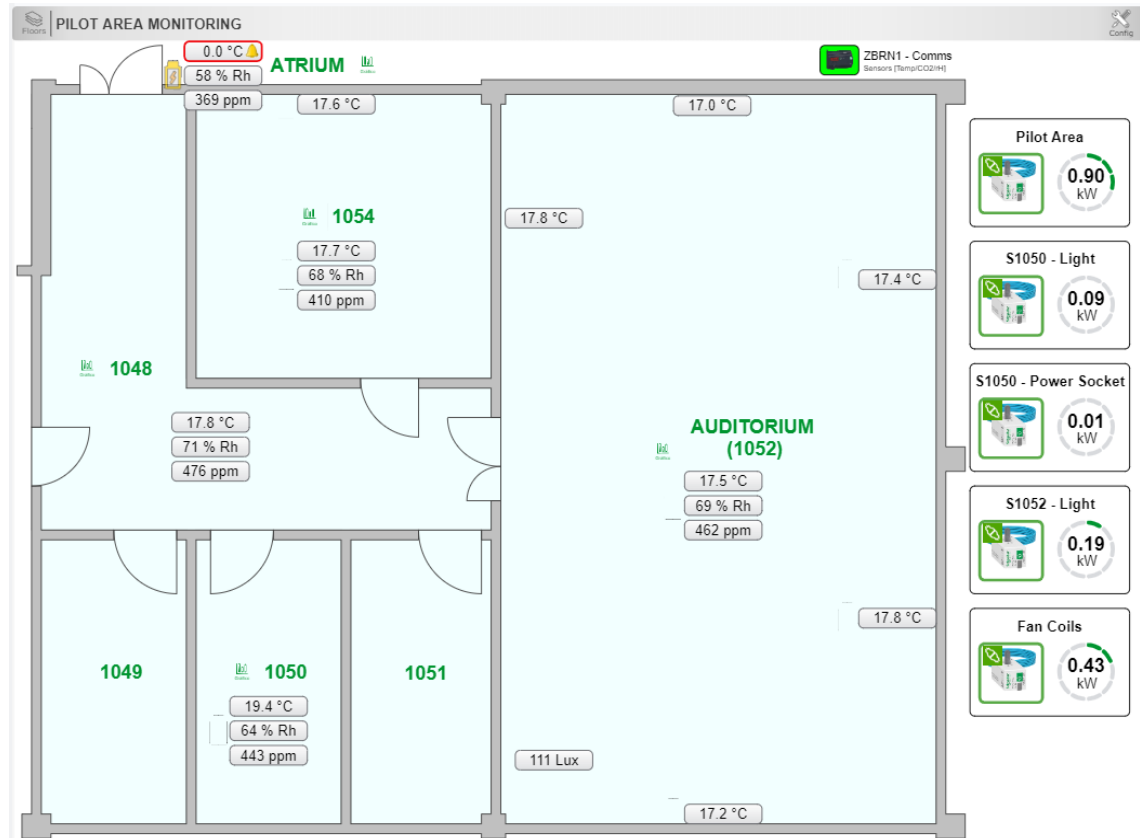 Floors
PILOT AREA MONITORING
Config
0.0 °C
58 % Rh
369 ppm
ATRIUM
ZBRN1 - Comms
Sensors [Temp/CO2/rH]
17.6 °C
17.0 °C
1054
17.7 °C
68 % Rh
410 ppm
17.8 °C
17.4 °C
1048
17.8 °C
71 % Rh
476 ppm
AUDITORIUM
(1052)
17.5 °C
69 % Rh
462 ppm
17.8 °C
1049
1050
19.4 °C
64 % Rh
443 ppm
1051
111 Lux
17.2 °C
Pilot Area
0.90
kW
S1050 - Light
0.09
kW
S1050 - Power Socket
0.01
kW
S1052 - Light
0.19
kW
Fan Coils
0.43
kW